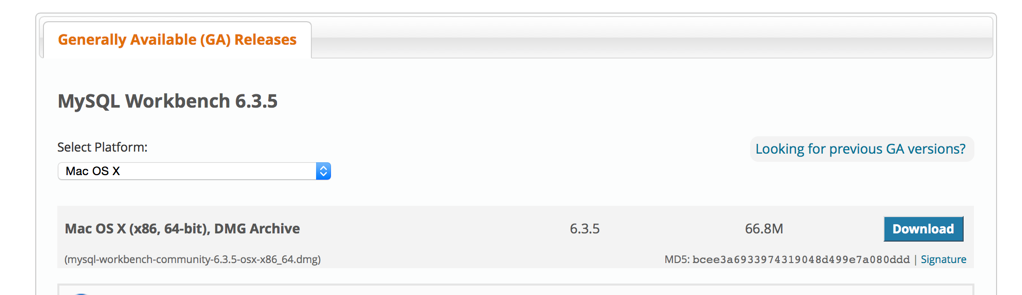 Generally Available (GA) Releases
MySQL Workbench 6.3.5
Select Platform:
Looking for previous GA versions?
Mac OS X
Mac OS X (x86, 64-bit), DMG Archive 6.3.5 66.8M Download
(mysql-workbench-community-6.3.5-osx-x86_64.dmg) MD5: bcee3a6933974319048d499e7a080ddd | Signature